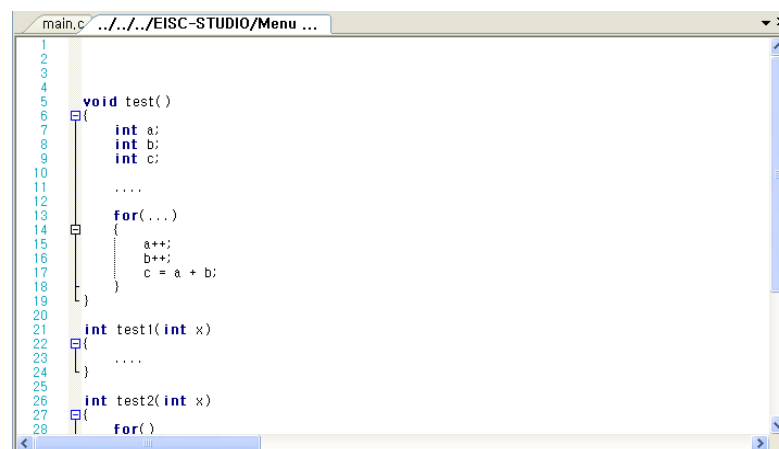 main,c ../../../EISC-STUDIO/Menu ...
1
2
3
4
5 void test()
6 {
7 int a;
8 int b;
9 int c;
10
11 ....
12
13 for(...)
14 {
15 a++;
16 b++;
17 c = a + b;
18 }
19 }
20
21 int test1(int x)
22 {
23 ....
24 }
25
26 int test2(int x)
27 {
28 for()